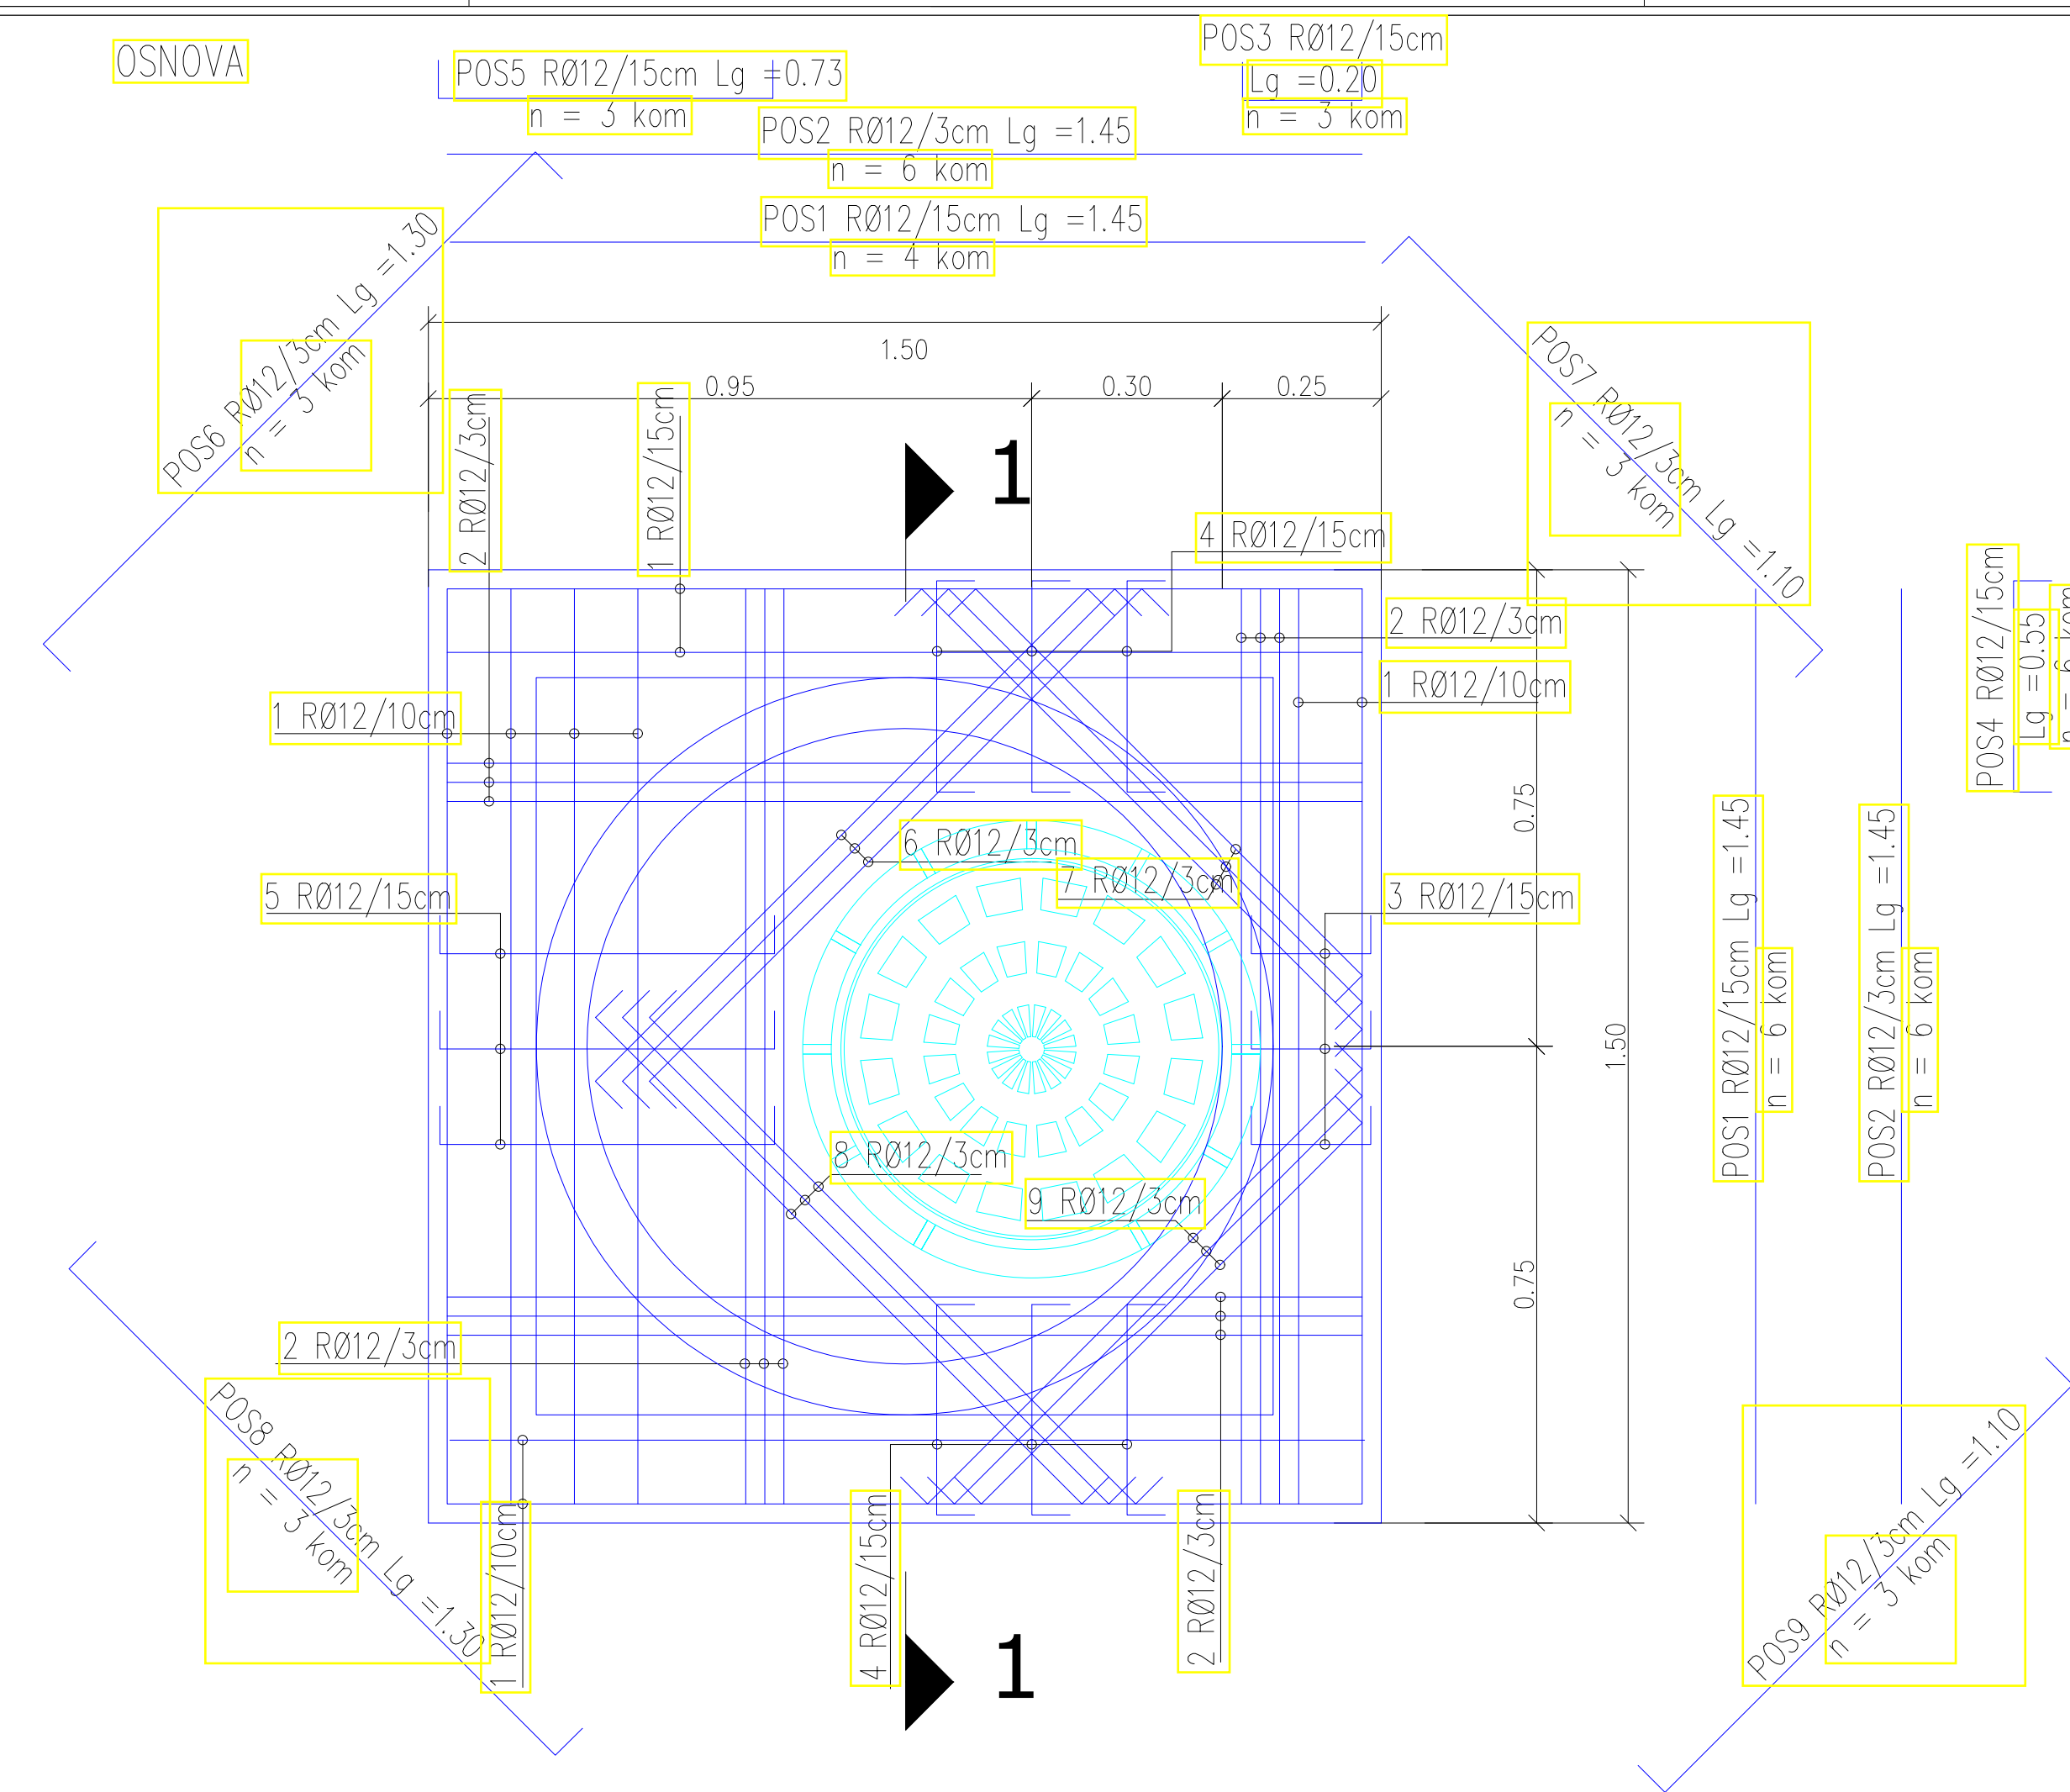 OSNOVA
POS3 RØ12/15cm
Lg =0.20
n = 3 kom
POS5 RØ12/15cm Lg =0.73
n = 3 kom
POS2 RØ12/3cm Lg =1.45
n = 6 kom
POS1 RØ12/15cm Lg =1.45
n = 4 kom
POS6 RØ12/3cm Lg =1.30
n = 3 kom
POS7 RØ12/3cm Lg =1.10
n = 3 kom
1.50
0.95
0.30
0.25
2 RØ12/3cm
1 RØ12/15cm
1
4 RØ12/15cm
2 RØ12/3cm
1 RØ12/10cm
1 RØ12/10cm
POS4 RØ12/15cm
Lg =0.55
n = 6 kom
0.75
6 RØ12/3cm
7 RØ12/3cm
5 RØ12/15cm
3 RØ12/15cm
POS1 RØ12/15cm Lg =1.45
n = 6 kom
POS2 RØ12/3cm Lg =1.45
n = 6 kom
1.50
8 RØ12/3cm
9 RØ12/3cm
0.75
2 RØ12/3cm
POS8 RØ12/3cm Lg =1.30
n = 3 kom
1 RØ12/10cm
4 RØ12/15cm
2 RØ12/3cm
POS9 RØ12/3cm Lg =1.10
n = 3 kom
1